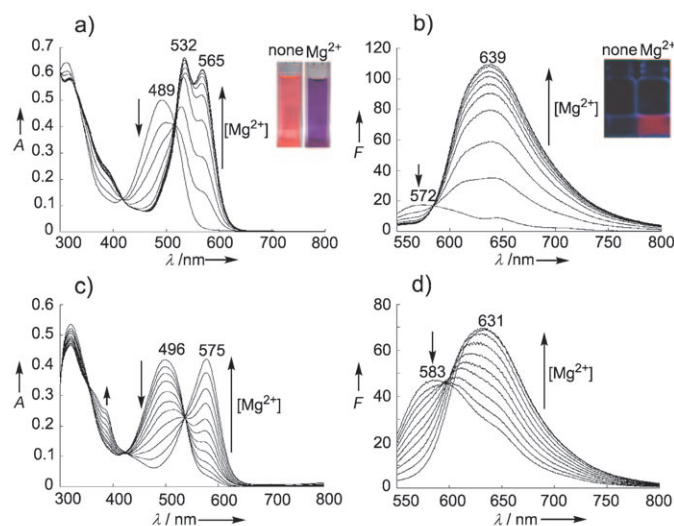 a)
532
565
none Mg2+
489
[Mg2+]
A
0.7
0.6
0.5
0.4
0.3
0.2
0.1
0
300 400 500 600 700 800
λ /nm
b)
none Mg2+
639
[Mg2+]
572
F
120
100
80
60
40
20
0
550 600 650 700 750 800
λ /nm
c)
496
575
[Mg2+]
A
0.6
0.5
0.4
0.3
0.2
0.1
0
300 400 500 600 700 800
λ /nm
d)
631
583
[Mg2+]
F
80
60
40
20
0
550 600 650 700 750 800
λ /nm